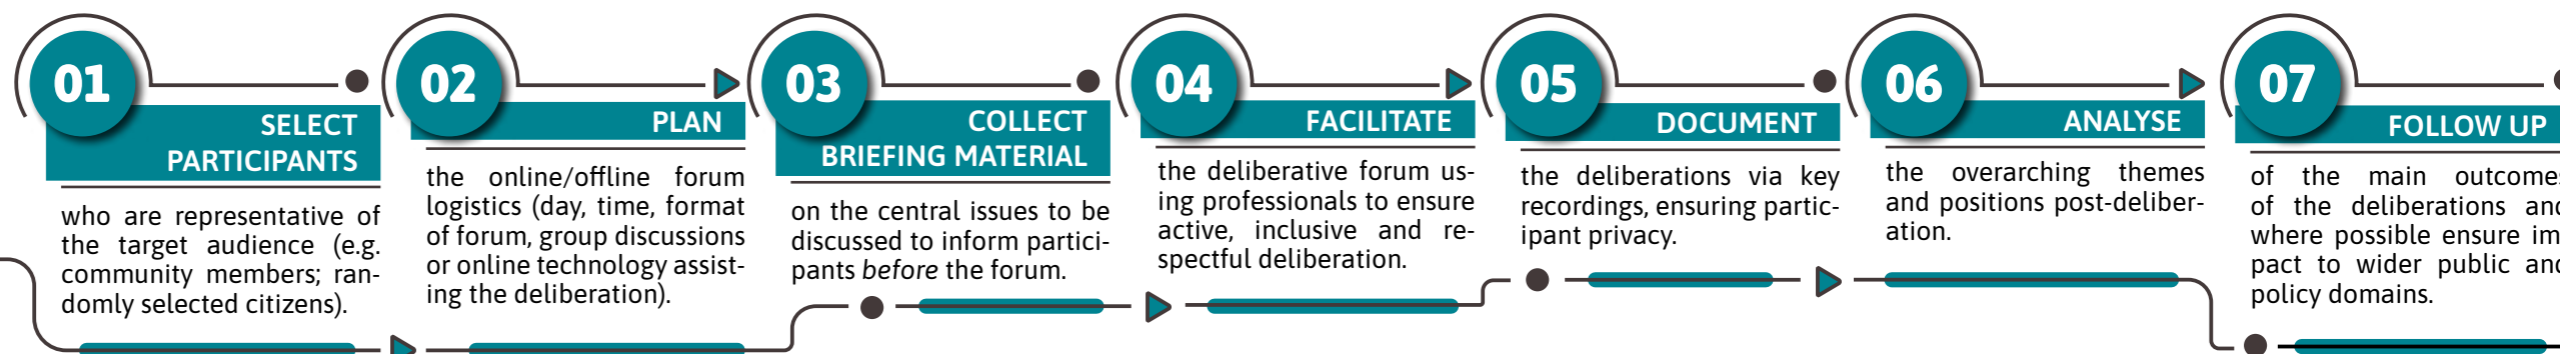 01
SELECT
PARTICIPANTS
who are representative of
the target audience (e.g.
community members; ran-
domly selected citizens).
02
PLAN
the online/offline forum
logistics (day, time, format
of forum, group discussions
or online technology assist-
ing the deliberation).
03
COLLECT
BRIEFING MATERIAL
on the central issues to be
discussed to inform partici-
pants before the forum.
04
FACILITATE
the deliberative forum us-
ing professionals to ensure
active, inclusive and re-
spectful deliberation.
05
DOCUMENT
the deliberations via key
recordings, ensuring partic-
ipant privacy.
06
ANALYSE
the overarching themes
and positions post-deliber-
ation.
07
FOLLOW UP
of the main outcomes
of the deliberations and
where possible ensure im-
pact to wider public and
policy domains.